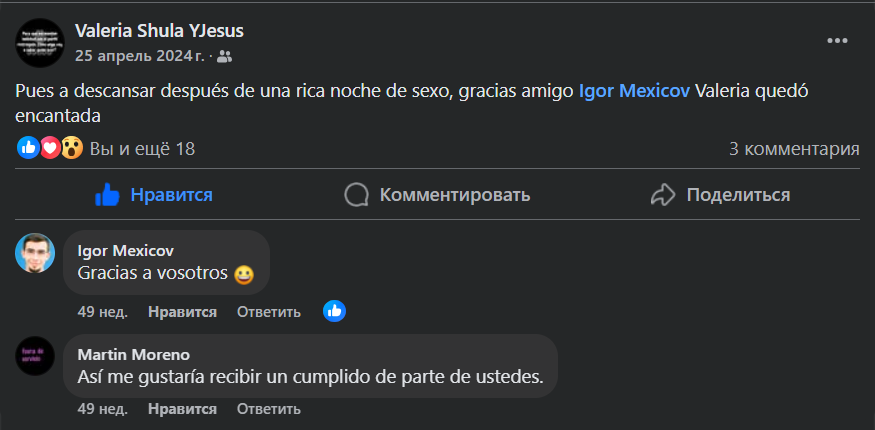 Valeria Shula YJesus
25 апрель 2024 г. ·
Pues a descansar después de una rica noche de sexo, gracias amigo Igor Mexicov Valeria quedó
encantada
Вы и ещё 18
3 комментария
Нравится
Комментировать
Поделиться
Igor Mexicov
Gracias a vosotros 😀
49 нед. Нравится Ответить
Martin Moreno
Así me gustaría recibir un cumplido de parte de ustedes.
49 нед. Нравится Ответить